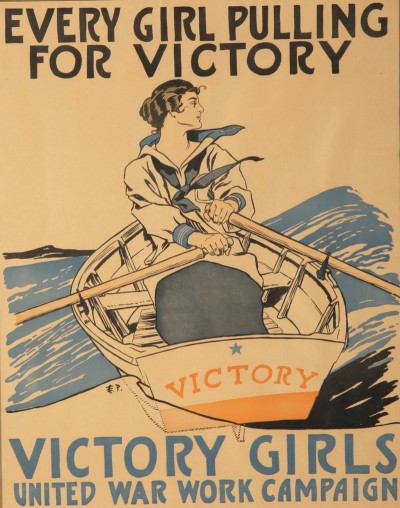 EVERY GIRL PULLING
FOR VICTORY
E.P.
VICTORY
VICTORY GIRLS
UNITED WAR WORK CAMPAIGN